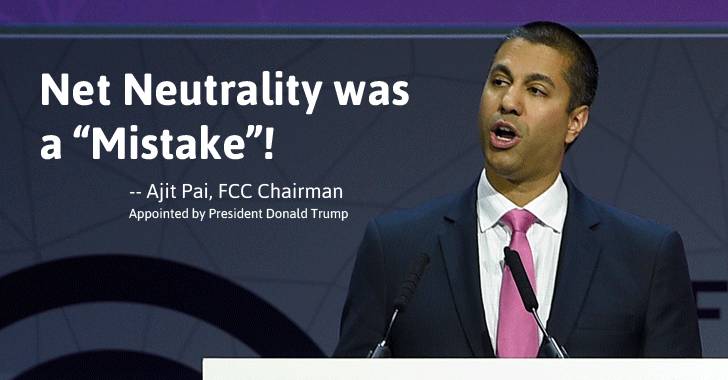 Net Neutrality was
a “Mistake”!
-- Ajit Pai, FCC Chairman
Appointed by President Donald Trump
F